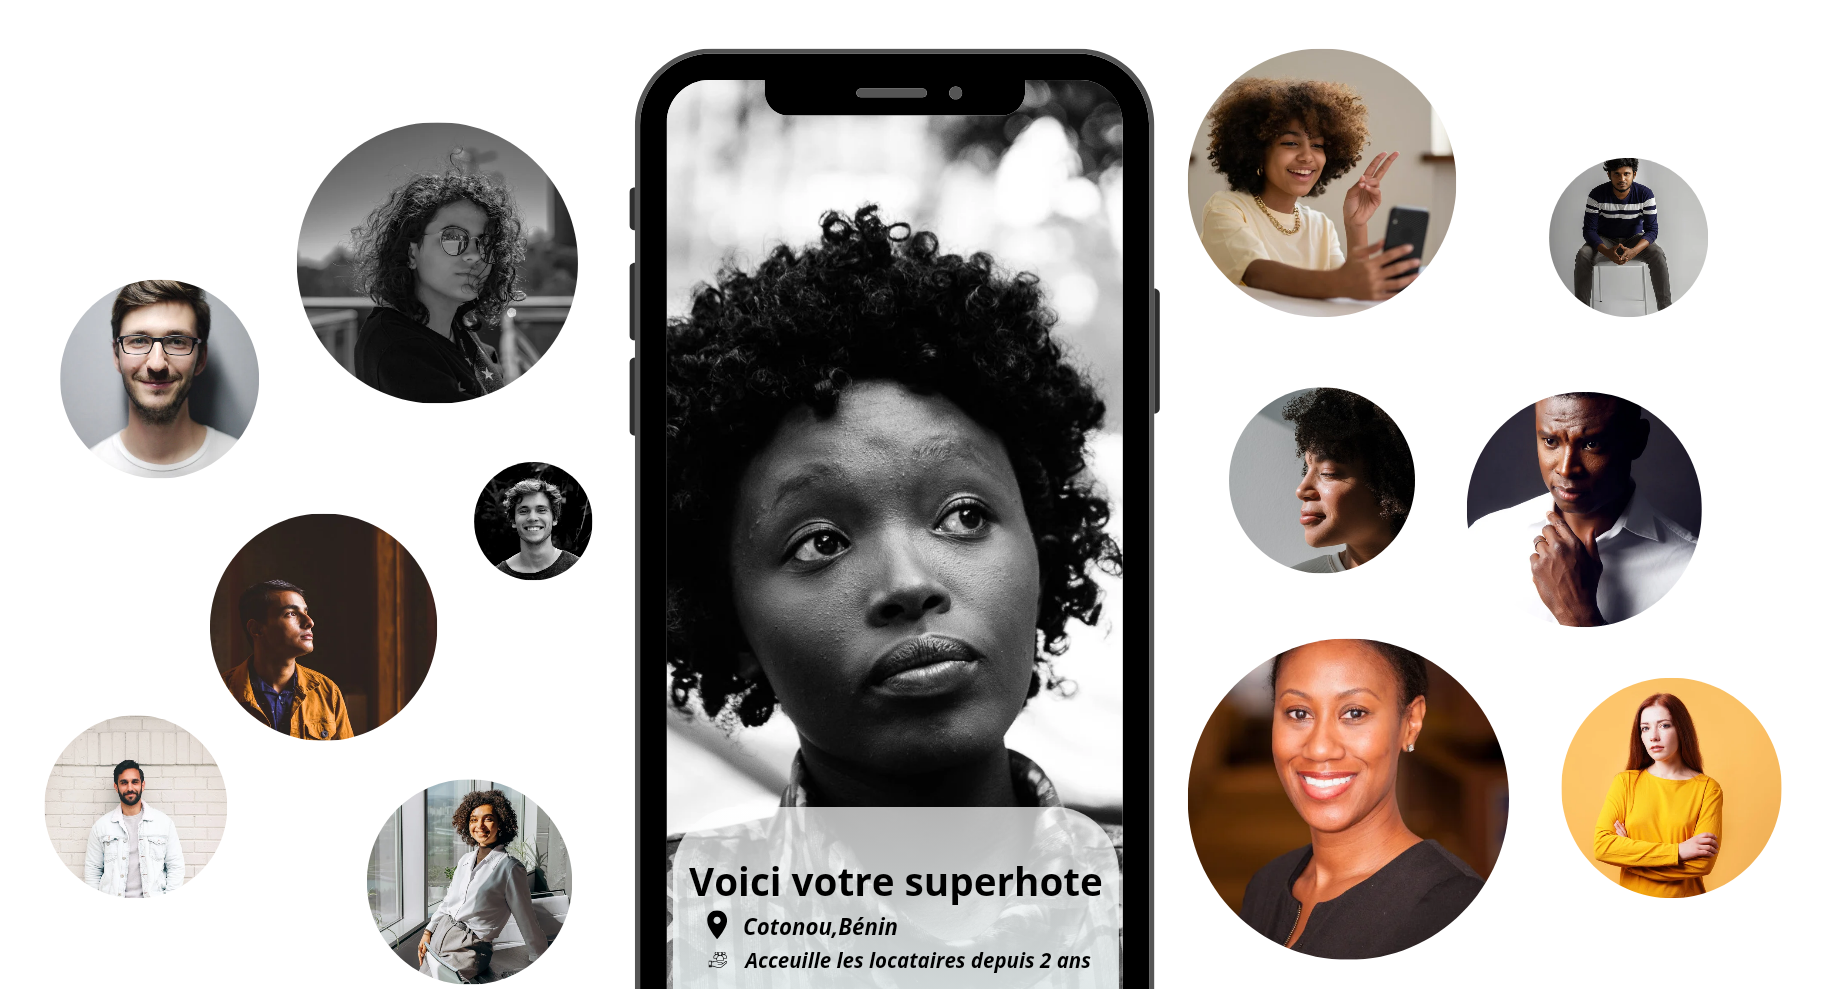 Voici votre superhote
Cotonou,Bénin
Acceuille les locataires depuis 2 ans